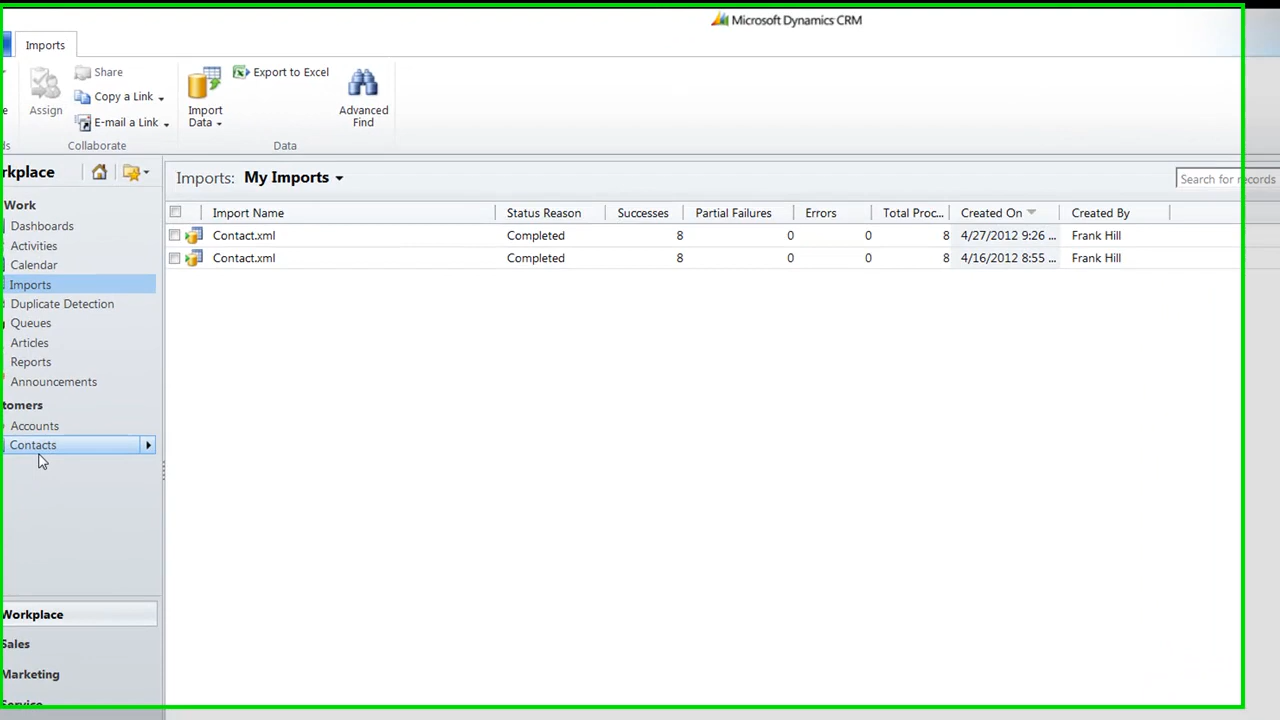 Microsoft Dynamics CRM
Imports
Share
Copy a Link
E-mail a Link
Assign
Collaborate
Import
Data
Export to Excel
Advanced
Find
Data
rkplace
Work
Dashboards
Activities
Calendar
Imports
Duplicate Detection
Queues
Articles
Reports
Announcements
tomers
Accounts
Contacts
Workplace
Sales
Marketing
Imports: My Imports
Search for records
Import Name Status Reason Successes Partial Failures Errors Total Proc... Created On Created By
Contact.xml Completed 8 0 0 8 4/27/2012 9:26 ... Frank Hill
Contact.xml Completed 8 0 0 8 4/16/2012 8:55 ... Frank Hill